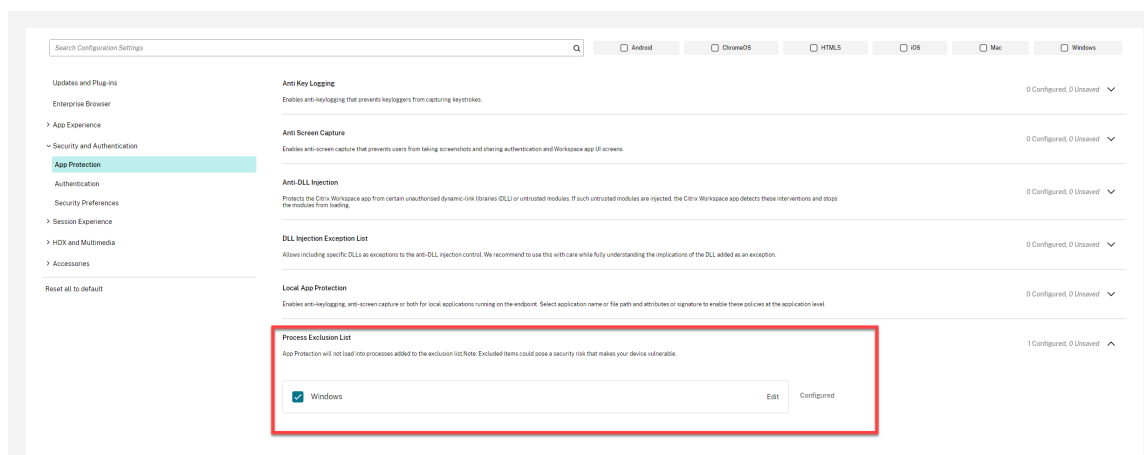 Search Configuration Settings
Android
ChromeOS
HTML5
iOS
Mac
Windows
Updates and Plug-ins
Enterprise Browser
App Experience
Security and Authentication
App Protection
Authentication
Security Preferences
Session Experience
HDX and Multimedia
Accessories
Reset all to default
Anti Key Logging
0 Configured, 0 Unsaved
Enables anti-keylogging that prevents keyloggers from capturing keystrokes.
Anti Screen Capture
0 Configured, 0 Unsaved
Enables anti-screen capture that prevents users from taking screenshots and sharing authentication and Workspace app UI screens.
Anti-DLL Injection
0 Configured, 0 Unsaved
Protects the Citrix Workspace app from certain unauthorised dynamic-link libraries (DLL) or untrusted modules. If such untrusted modules are injected, the Citrix Workspace app detects these interventions and stops
the modules from loading.
DLL Injection Exception List
0 Configured, 0 Unsaved
Allows including specific DLLs as exceptions to the anti-DLL injection control. We recommend to use this with care while fully understanding the implications of the DLL added as an exception.
Local App Protection
0 Configured, 0 Unsaved
Enables anti-keylogging, anti-screen capture or both for local applications running on the endpoint. Select application name or file path and attributes or signature to enable these policies at the application level.
Process Exclusion List
1 Configured, 0 Unsaved
App Protection will not load into processes added to the exclusion list.Note: Excluded items could pose a security risk that makes your device vulnerable.
Windows
Edit
Configured